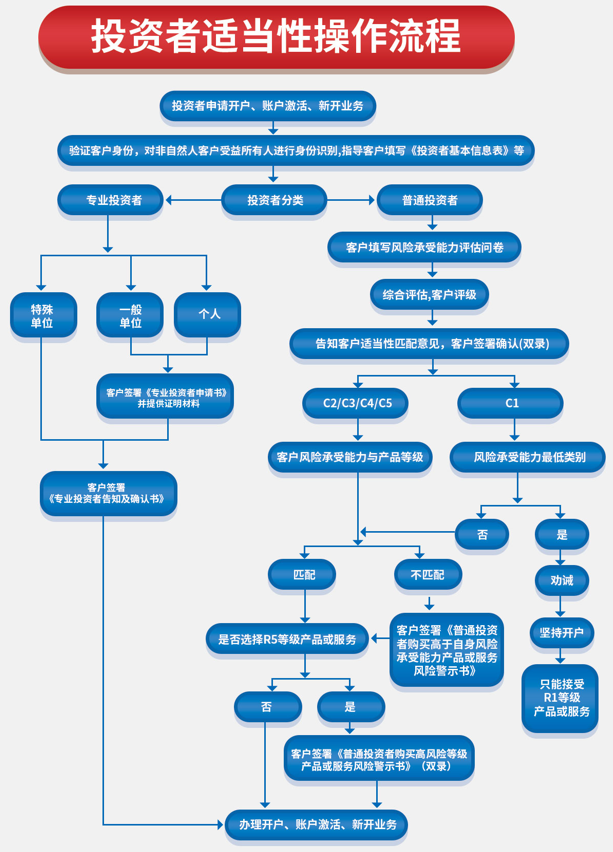 投资者适当性操作流程
投资者申请开户、账户激活、新开业务
验证客户身份，对非自然人客户受益所有人进行身份识别,指导客户填写《投资者基本信息表》等
专业投资者
投资者分类
普通投资者
客户填写风险承受能力评估问卷
综合评估,客户评级
特殊
单位
一般
单位
个人
告知客户适当性匹配意见，客户签署确认(双录)
客户签署《专业投资者申请书》
并提供证明材料
C2/C3/C4/C5
C1
客户风险承受能力与产品等级
风险承受能力最低类别
客户签署
《专业投资者告知及确认书》
否
是
匹配
不匹配
劝诫
是否选择R5等级产品或服务
客户签署《普通投资
者购买高于自身风险
承受能力产品或服务
风险警示书》
坚持开户
只能接受
R1等级
产品或服务
否
是
客户签署《普通投资者购买高风险等级
产品或服务风险警示书》（双录）
办理开户、账户激活、新开业务